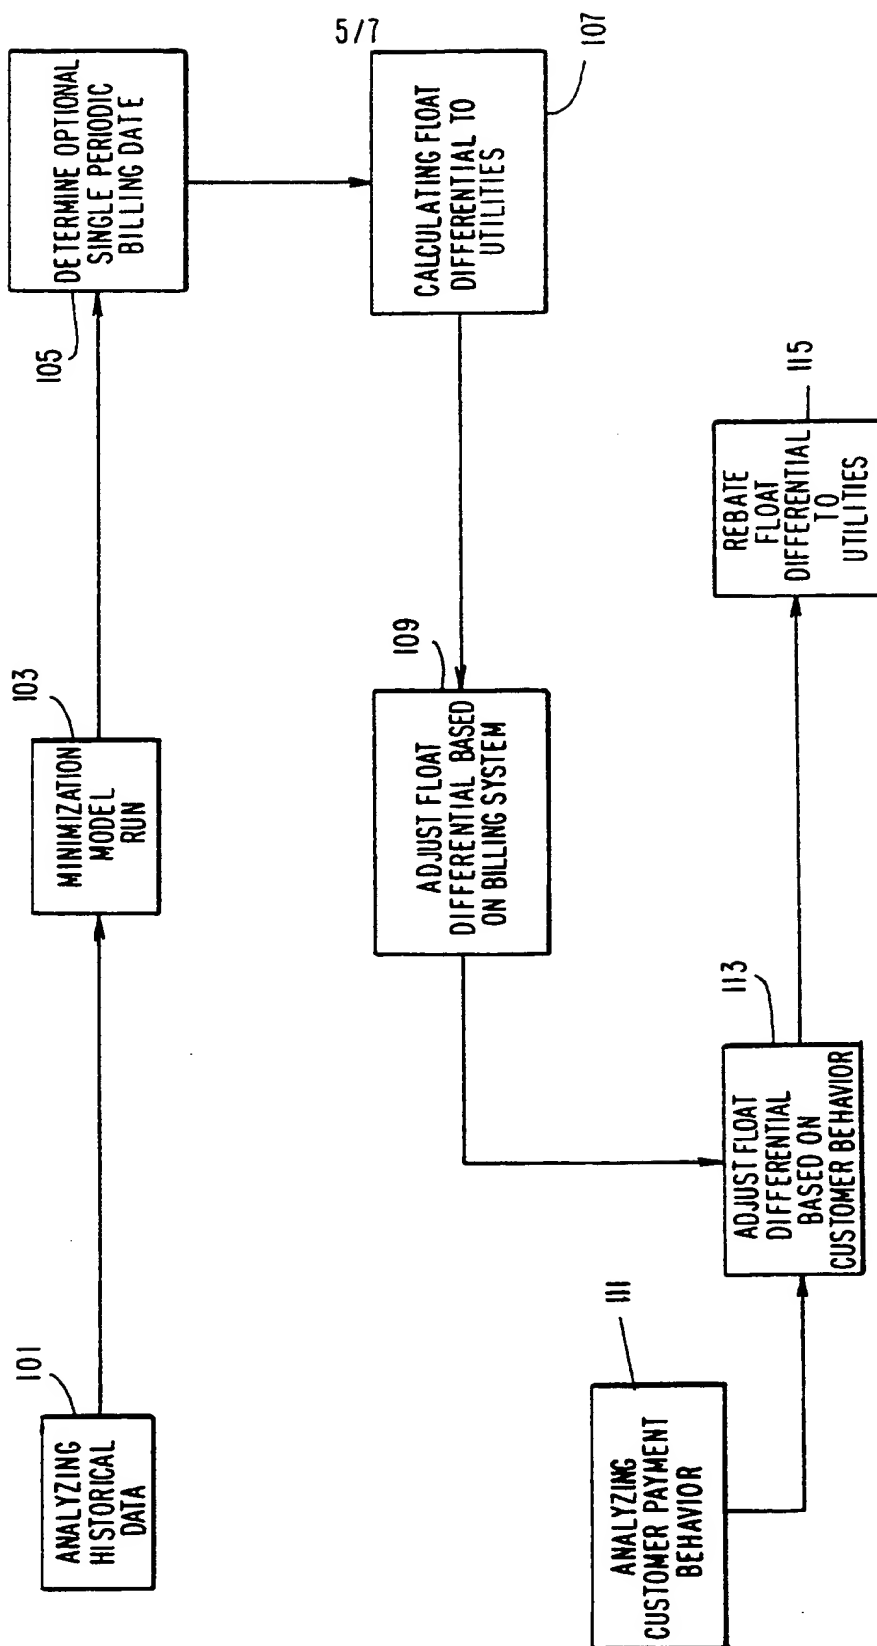 5/7
101
ANALYZING
HISTORICAL
DATA
103
MINIMIZATION
MODEL
RUN
105
DETERMINE OPTIONAL
SINGLE PERIODIC
BILLING DATE
107
CALCULATING FLOAT
DIFFERENTIAL TO
UTILITIES
109
ADJUST FLOAT
DIFFERENTIAL BASED
ON BILLING SYSTEM
111
ANALYZING
CUSTOMER PAYMENT
BEHAVIOR
113
ADJUST FLOAT
DIFFERENTIAL
BASED ON
CUSTOMER BEHAVIOR
115
REBATE
FLOAT
DIFFERENTIAL
TO
UTILITIES